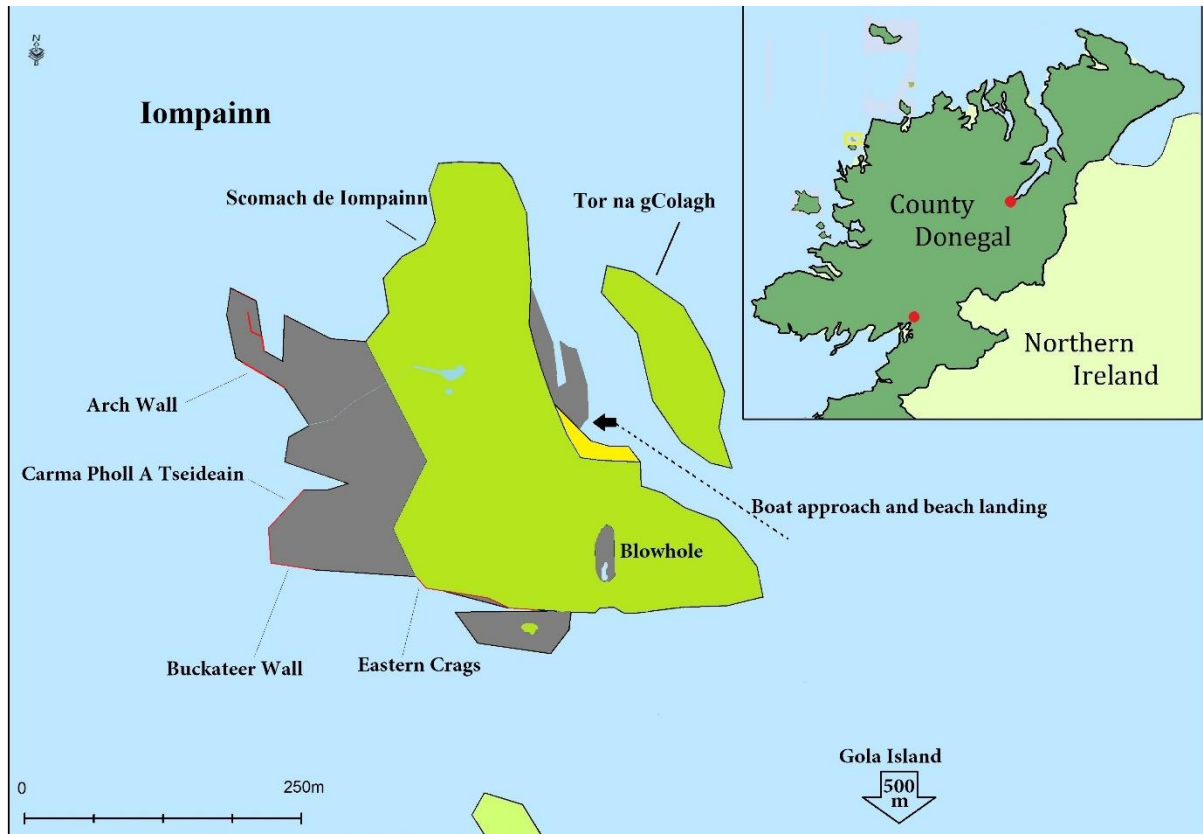 N
Iompainn
Scomach de Iompainn
Tor na gColagh
Arch Wall
Carma Pholl A Tseideain
Boat approach and beach landing
Blowhole
Buckateer Wall
Eastern Crags
Gola Island
500
m
0
250m
County
Donegal
Northern
Ireland